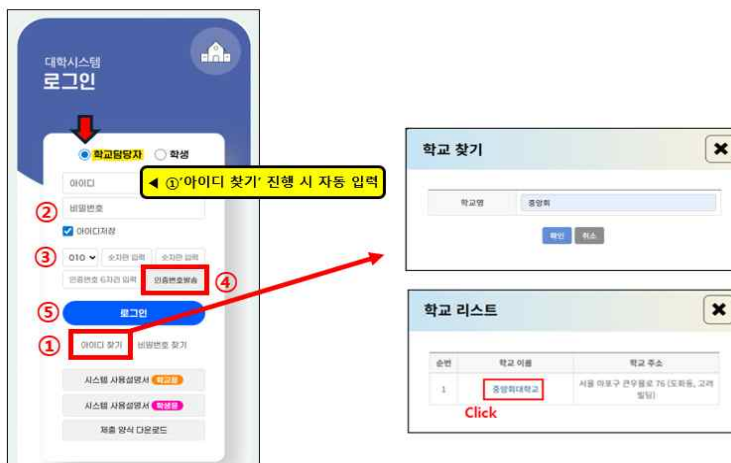 대학시스템
로그인
학교담당자 학생
아이디
◀ ①'아이디 찾기' 진행 시 자동 입력
② 비밀번호
아이디저장
③ 010 숫자만 입력 숫자만 입력
인증번호 6자리 입력 인증번호발송 ④
⑤ 로그인
① 아이디 찾기 비밀번호 찾기
시스템 사용설명서 학교용
시스템 사용설명서 학생용
제출 양식 다운로드
학교 찾기
학교명 중앙회
확인 취소
학교 리스트
순번 학교 이름 학교 주소
1 중앙회대학교 서울 마포구 큰우물로 76 (도화동, 고려
빌딩)
Click